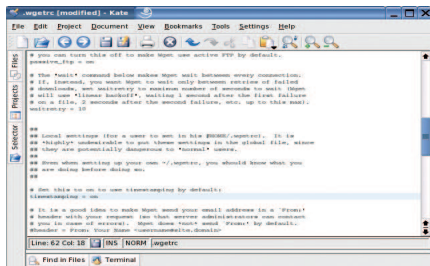 .wgetrc [modified] - Kate
File Edit Project Document View Bookmarks Tools Settings Help
Files
Projects
Selector
# you can turn this off to make Wget use active FTP by default.
passive_ftp = on
# The "wait" command below makes Wget wait between every connection.
# If, instead, you want Wget to wait only between retries of failed
# downloads, set waitretry to maximum number of seconds to wait (Wget
# will use "linear backoff", waiting 1 second after the first failure
# on a file, 2 seconds after the second failure, etc. up to this max).
waitretry = 10
##
## Local settings (for a user to set in his $HOME/.wgetrc). It is
## *highly* undesirable to put these settings in the global file, since
## they are potentially dangerous to "normal" users.
##
## Even when setting up your own ~/.wgetrc, you should know what you
## are doing before doing so.
##
# Set this to on to use timestamping by default:
timestamping = on
# It is a good idea to make Wget send your email address in a `From:'
# header with your request (so that server administrators can contact
# you in case of errors). Wget does *not* send `From:' by default.
#header = From: Your Name <username@site.domain>
Line: 62 Col: 18 INS NORM .wgetrc
Find in Files Terminal